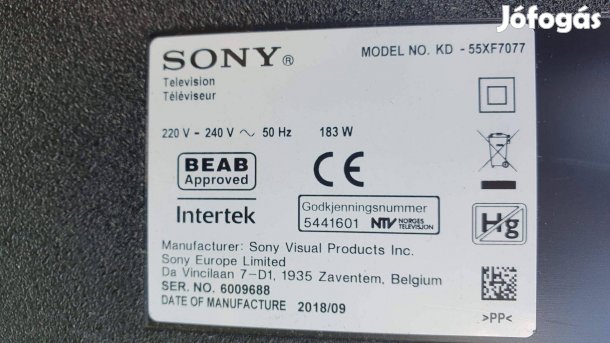 Jófogás
SONY® MODEL NO. KD - 55XF7077
Television
Téléviseur
220 V - 240 V ~ 50 Hz 183 W
BEAB
Approved
Intertek
CE
Godkjenningsnummer
5441601 NTV NORGES TELEVISJON
Hg
Manufacturer: Sony Visual Products Inc.
Sony Europe Limited
Da Vincilaan 7-D1, 1935 Zaventem, Belgium
SER. NO. 6009688
DATE OF MANUFACTURE 2018/09
>PP<